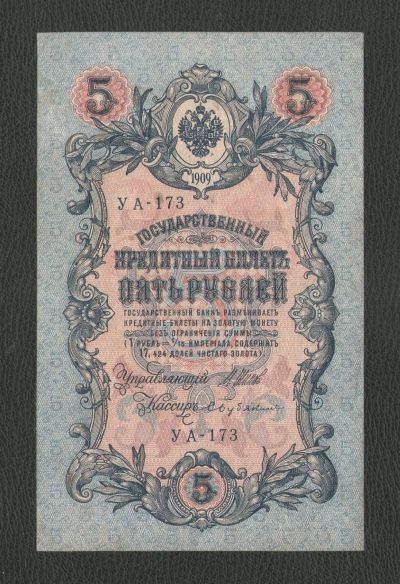 5 5
1909
УА-173
ГОСУДАРСТВЕННЫЙ
КРЕДИТНЫЙ БИЛЕТЪ
ПЯТЬ РУБЛЕЙ
ГОСУДАРСТВЕННЫЙ БАНКЪ РАЗМѢНИВАЕТЪ
КРЕДИТНЫЕ БИЛЕТЫ НА ЗОЛОТУЮ МОНЕТУ
БЕЗЪ ОГРАНИЧЕНІЯ СУММЫ
(1 РУБЛЬ = 1/15 ИМПЕРІАЛА, СОДЕРЖИТЪ
17,424 ДОЛЕЙ ЧИСТАГО ЗОЛОТА).
Управляющій
Кассиръ
УА-173
5